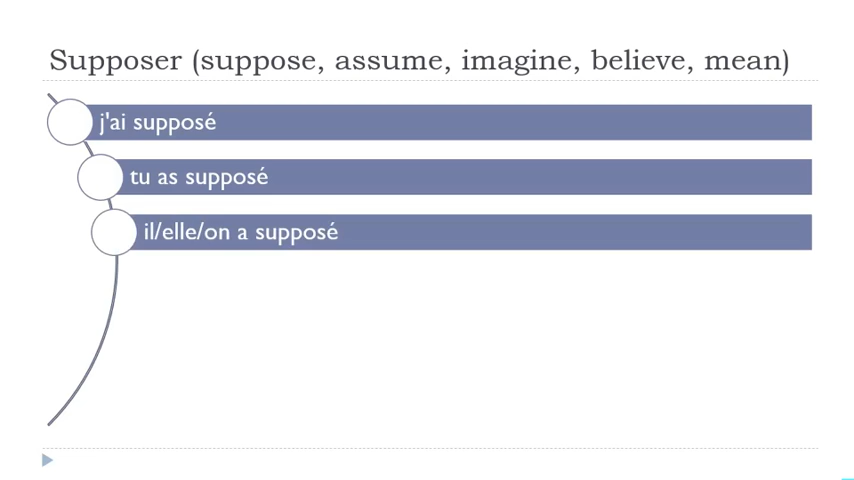 Supposer (suppose, assume, imagine, believe, mean)
j'ai supposé
tu as supposé
il/elle/on a supposé